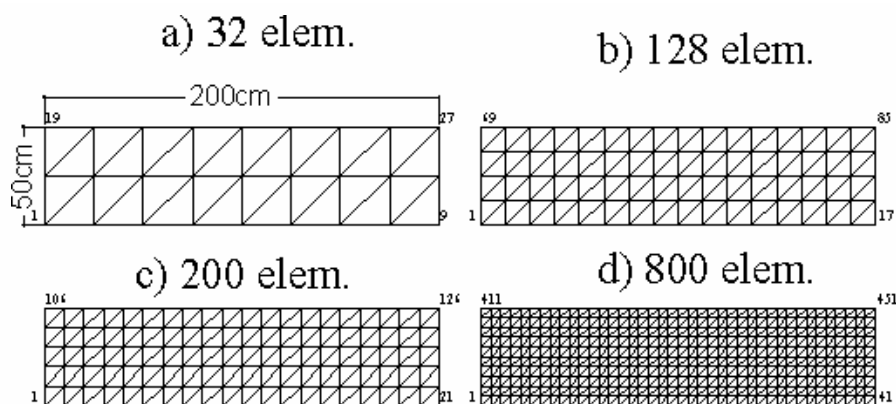 a) 32 elem.
b) 128 elem.
200cm
19
27
69
85
50cm
1
9
1
17
c) 200 elem.
d) 800 elem.
106
126
411
451
1
21
1
41